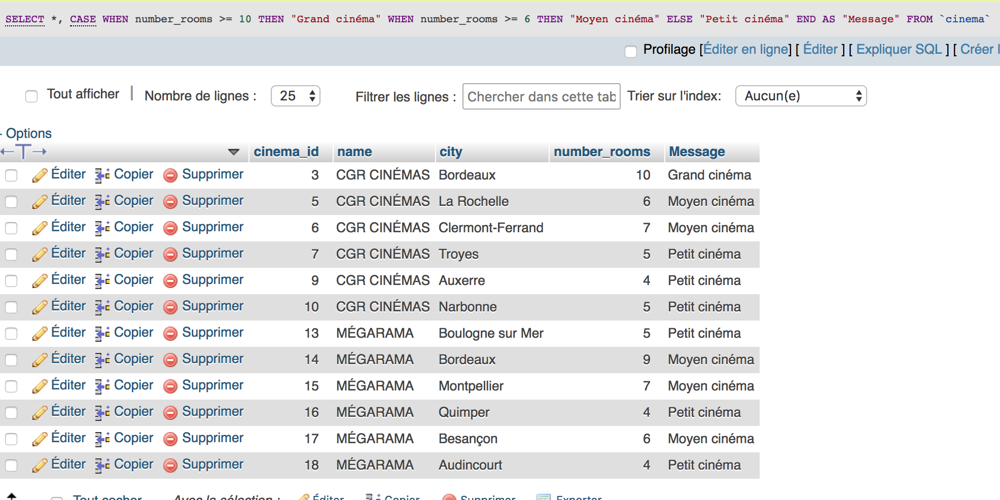 SELECT *, CASE WHEN number_rooms >= 10 THEN "Grand cinéma" WHEN number_rooms >= 6 THEN "Moyen cinéma" ELSE "Petit cinéma" END AS "Message" FROM `cinema`
Profilage [Éditer en ligne] [ Éditer ] [ Expliquer SQL ] [ Créer
Tout afficher | Nombre de lignes : 25 Filtrer les lignes : Chercher dans cette tab Trier sur l'index: Aucun(e)
Options
←T→ cinema_id name city number_rooms Message
Éditer Copier Supprimer 3 CGR CINÉMAS Bordeaux 10 Grand cinéma
Éditer Copier Supprimer 5 CGR CINÉMAS La Rochelle 6 Moyen cinéma
Éditer Copier Supprimer 6 CGR CINÉMAS Clermont-Ferrand 7 Moyen cinéma
Éditer Copier Supprimer 7 CGR CINÉMAS Troyes 5 Petit cinéma
Éditer Copier Supprimer 9 CGR CINÉMAS Auxerre 4 Petit cinéma
Éditer Copier Supprimer 10 CGR CINÉMAS Narbonne 5 Petit cinéma
Éditer Copier Supprimer 13 MÉGARAMA Boulogne sur Mer 5 Petit cinéma
Éditer Copier Supprimer 14 MÉGARAMA Bordeaux 9 Moyen cinéma
Éditer Copier Supprimer 15 MÉGARAMA Montpellier 7 Moyen cinéma
Éditer Copier Supprimer 16 MÉGARAMA Quimper 4 Petit cinéma
Éditer Copier Supprimer 17 MÉGARAMA Besançon 6 Moyen cinéma
Éditer Copier Supprimer 18 MÉGARAMA Audincourt 4 Petit cinéma
Tout cocher Avec la sélection : Éditer Copier Supprimer Exporter